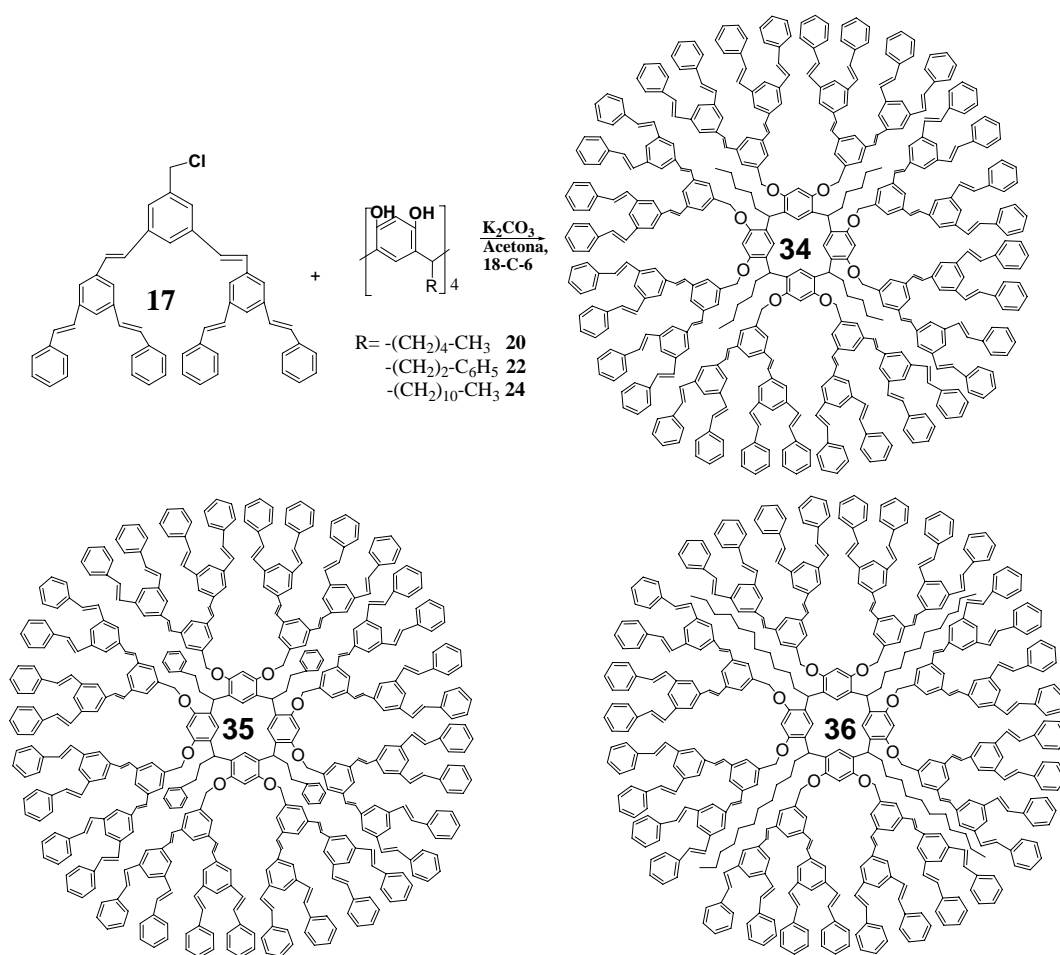 Cl
17
+
OH OH
R
4
K2CO3
Acetona,
18-C-6
R= -(CH2)4-CH3 20
-(CH2)2-C6H5 22
-(CH2)10-CH3 24
O O
O O
34
O O
O O
O O
O O
35
O O
O O
O O
O O
36
O O
O O